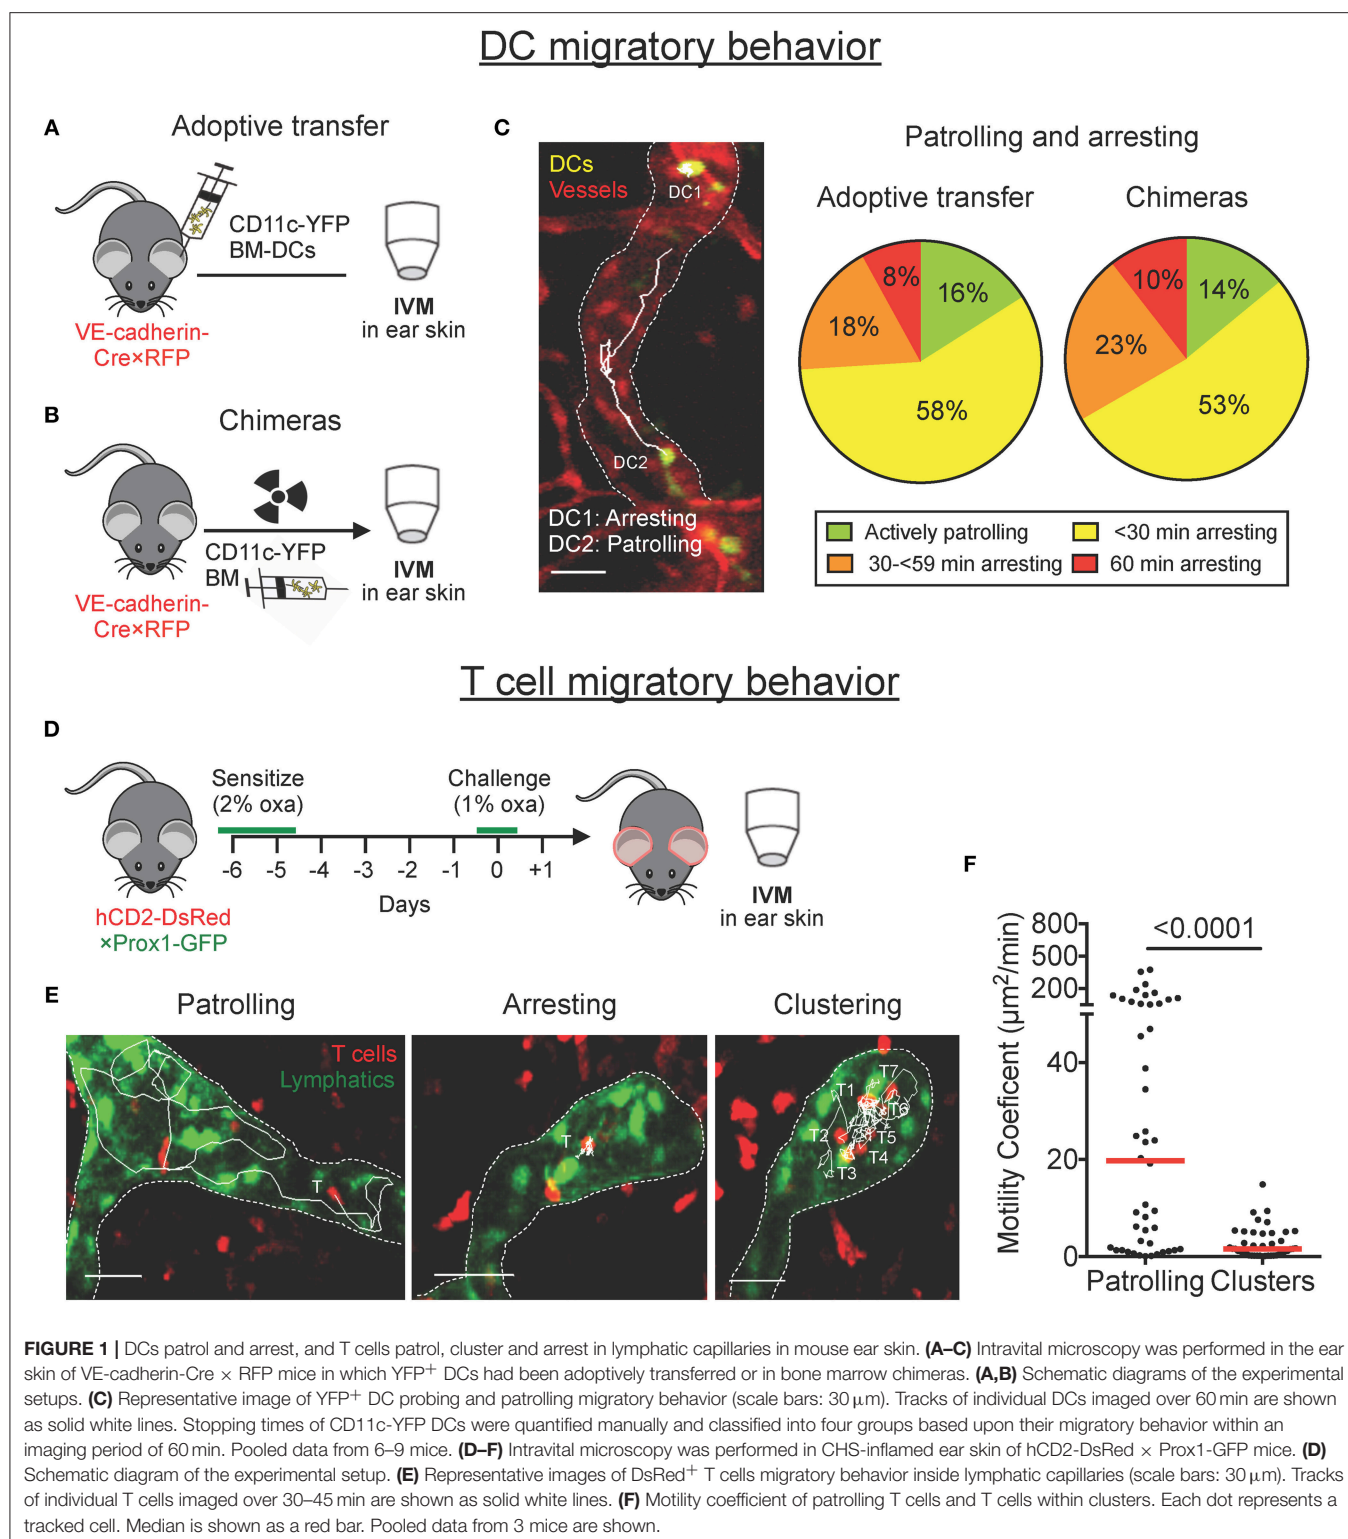 DC migratory behavior
A
Adoptive transfer
CD11c-YFP
BM-DCs
IVM
in ear skin
VE-cadherin-
Cre×RFP
B
Chimeras
CD11c-YFP
BM
IVM
in ear skin
VE-cadherin-
Cre×RFP
C
DCs
Vessels
DC1
DC2
DC1: Arresting
DC2: Patrolling
Patrolling and arresting
Adoptive transfer
Chimeras
8%
16%
18%
58%
10%
14%
23%
53%
Actively patrolling
<30 min arresting
30-<59 min arresting
60 min arresting
T cell migratory behavior
D
Sensitize
(2% oxa)
Challenge
(1% oxa)
-6 -5 -4 -3 -2 -1 0 +1
Days
hCD2-DsRed
×Prox1-GFP
IVM
in ear skin
E
Patrolling
Arresting
Clustering
T cells
Lymphatics
T
T
T1
T7
T6
T2
T5
T3
T4
F
Motility Coeficent (µm²/min)
800
500
200
40
20
0
<0.0001
Patrolling Clusters
FIGURE 1 | DCs patrol and arrest, and T cells patrol, cluster and arrest in lymphatic capillaries in mouse ear skin. (A–C) Intravital microscopy was performed in the ear
skin of VE-cadherin-Cre × RFP mice in which YFP⁺ DCs had been adoptively transferred or in bone marrow chimeras. (A,B) Schematic diagrams of the experimental
setups. (C) Representative image of YFP⁺ DC probing and patrolling migratory behavior (scale bars: 30 µm). Tracks of individual DCs imaged over 60 min are shown
as solid white lines. Stopping times of CD11c-YFP DCs were quantified manually and classified into four groups based upon their migratory behavior within an
imaging period of 60 min. Pooled data from 6–9 mice. (D–F) Intravital microscopy was performed in CHS-inflamed ear skin of hCD2-DsRed × Prox1-GFP mice. (D)
Schematic diagram of the experimental setup. (E) Representative images of DsRed⁺ T cells migratory behavior inside lymphatic capillaries (scale bars: 30 µm). Tracks
of individual T cells imaged over 30–45 min are shown as solid white lines. (F) Motility coefficient of patrolling T cells and T cells within clusters. Each dot represents a
tracked cell. Median is shown as a red bar. Pooled data from 3 mice are shown.